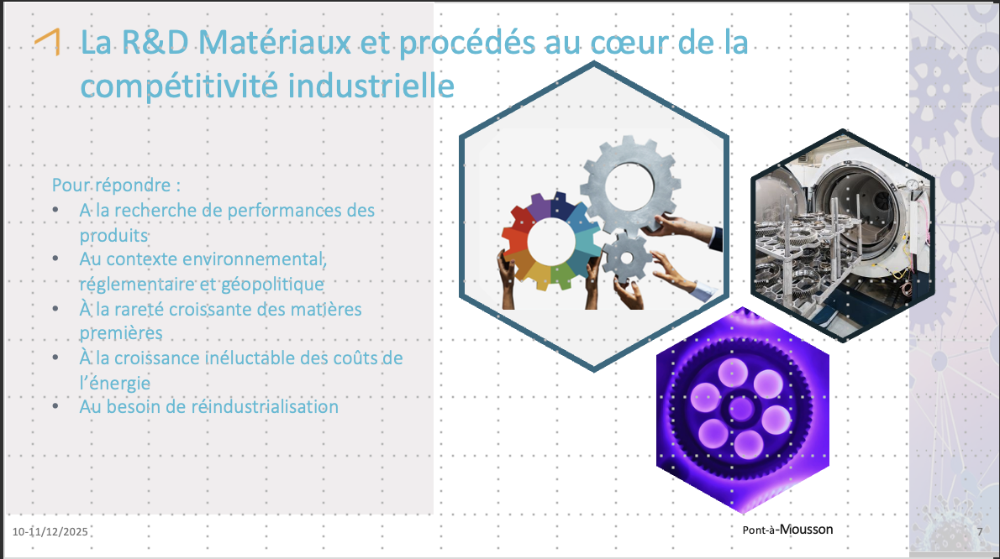 La R&D Matériaux et procédés au cœur de la
compétitivité industrielle
Pour répondre :
• A la recherche de performances des
produits
• Au contexte environnemental,
réglementaire et géopolitique
• À la rareté croissante des matières
premières
• À la croissance inéluctable des coûts de
l’énergie
• Au besoin de réindustrialisation
10-11/12/2025
Pont-à-Mousson
7